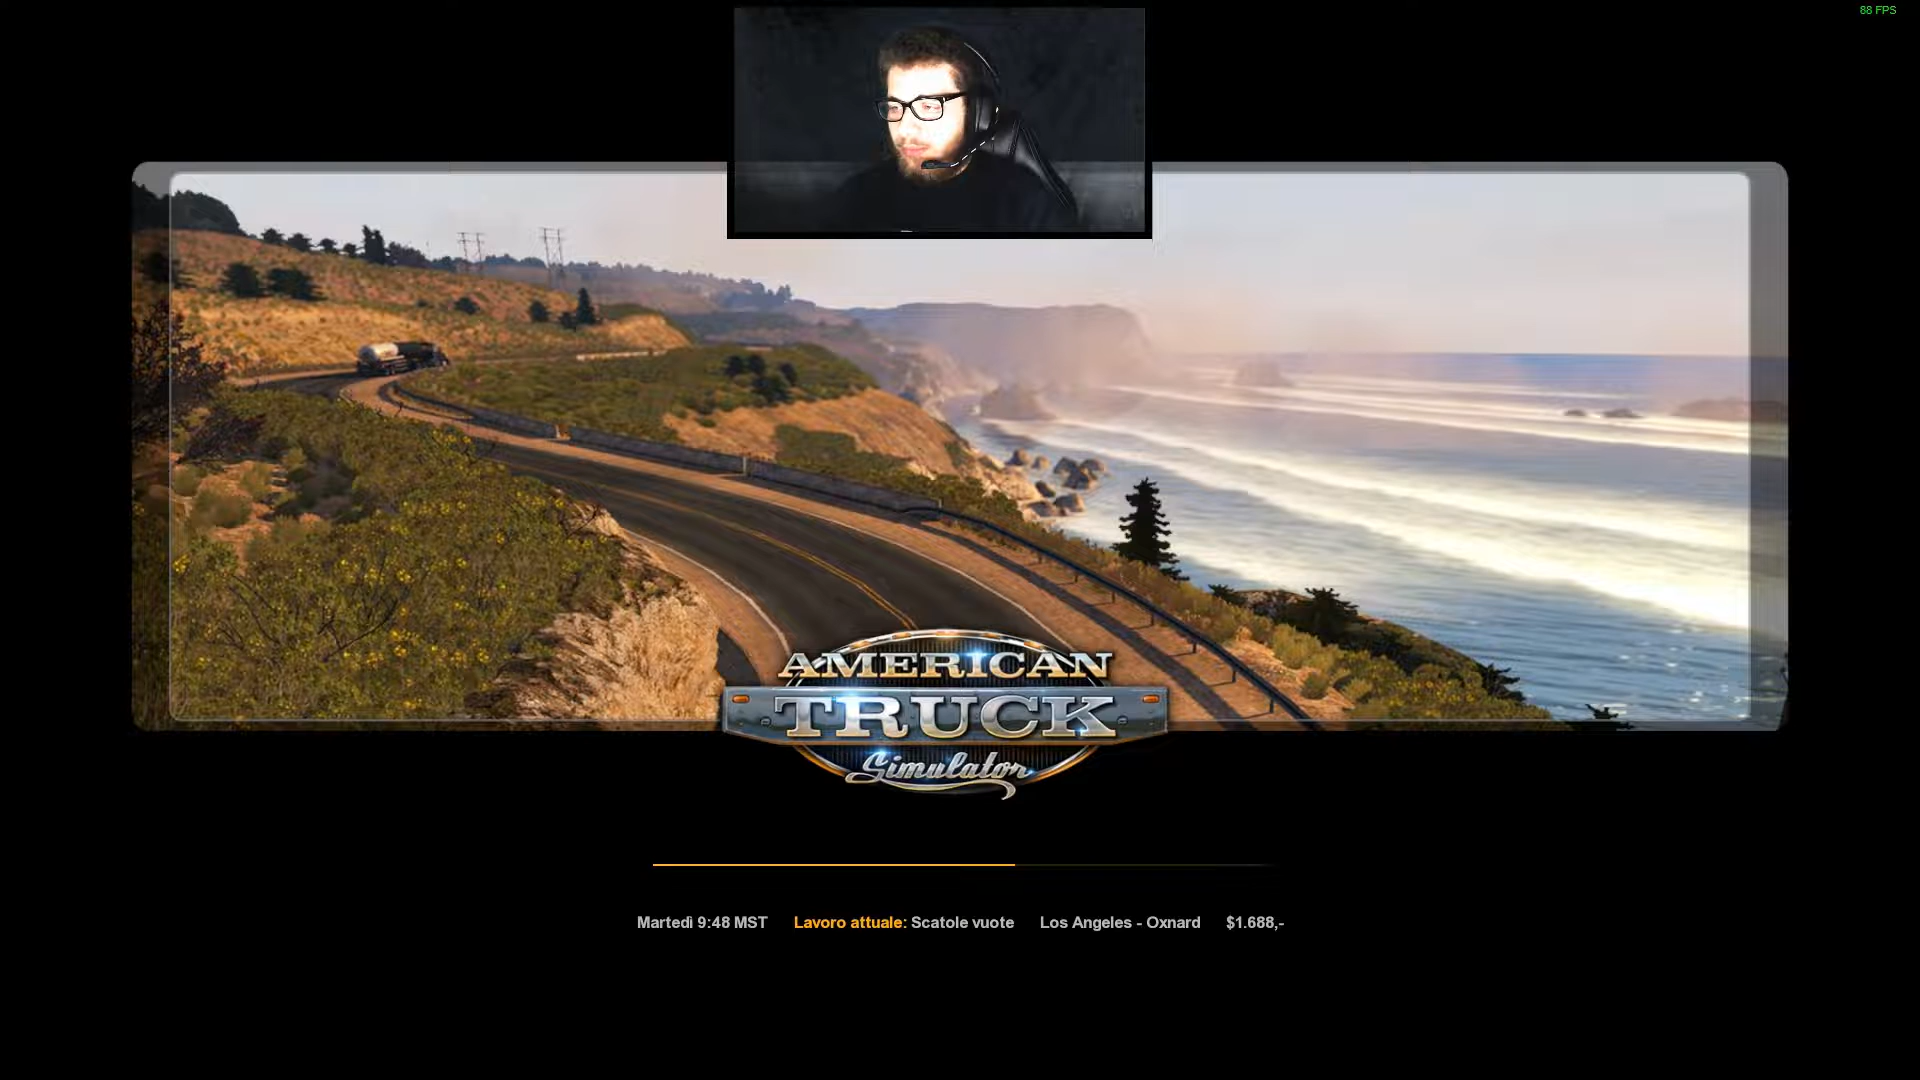 88 FPS
AMERICAN
TRUCK
Simulator
Martedì 9:48 MST Lavoro attuale: Scatole vuote Los Angeles - Oxnard $1.688,-